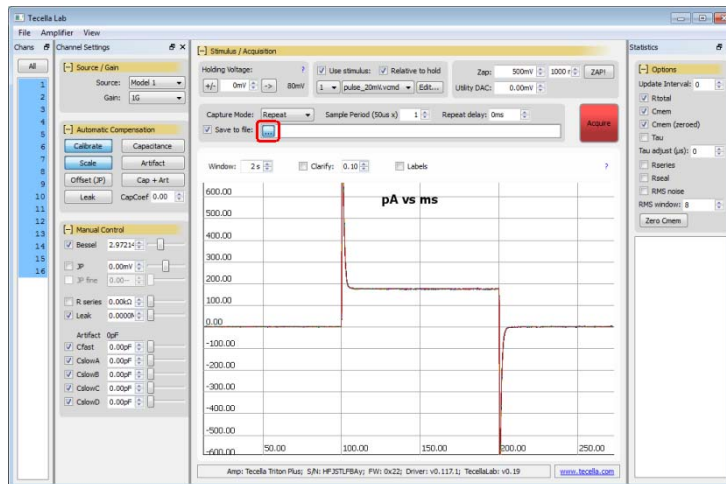 Tecella Lab
File Amplifier View
Chans
All
1
2
3
4
5
6
7
8
9
10
11
12
13
14
15
16
Channel Settings
[-] Source / Gain
Source: Model 1
Gain: 1G
[-] Automatic Compensation
Calibrate Capacitance
Scale Artifact
Offset (JP) Cap + Art
Leak CapCoef 0.00
[-] Manual Control
Bessel 2.9721
JP 0.00mV
JP fine 0.00
R series 0.00kΩ
Leak 0.0000
Artifact 0pF
Cfast 0.00pF
CslowA 0.00pF
CslowB 0.00pF
CslowC 0.00pF
CslowD 0.00pF
[-] Stimulus / Acquisition
Holding Voltage: ?
+/- 0mV -> 80mV
Use stimulus: Relative to hold
1 pulse_20mV.vcmd Edit...
Zap: 500mV 1000 ZAP!
Utility DAC: 0.00mV
Capture Mode: Repeat Sample Period (50us x) 1 Repeat delay: 0ms
Save to file: ...
Acquire
Window: 2 s Clarify: 0.10 Labels ?
pA vs ms
600.00
500.00
400.00
300.00
200.00
100.00
0.00
-100.00
-200.00
-300.00
-400.00
-500.00
-600.00
50.00 100.00 150.00 200.00 250.00
Amp: Tecella Triton Plus; S/N: HFJSTLFBAy; FW: 0x22; Driver: v0.117.1; TecellaLab: v0.19
www.tecella.com
Statistics
[-] Options
Update Interval: 0
Rtotal
Cmem
Cmem (zeroed)
Tau
Tau adjust (µs): 0
Rseries
Rseal
RMS noise
RMS window: 8
Zero Cmem